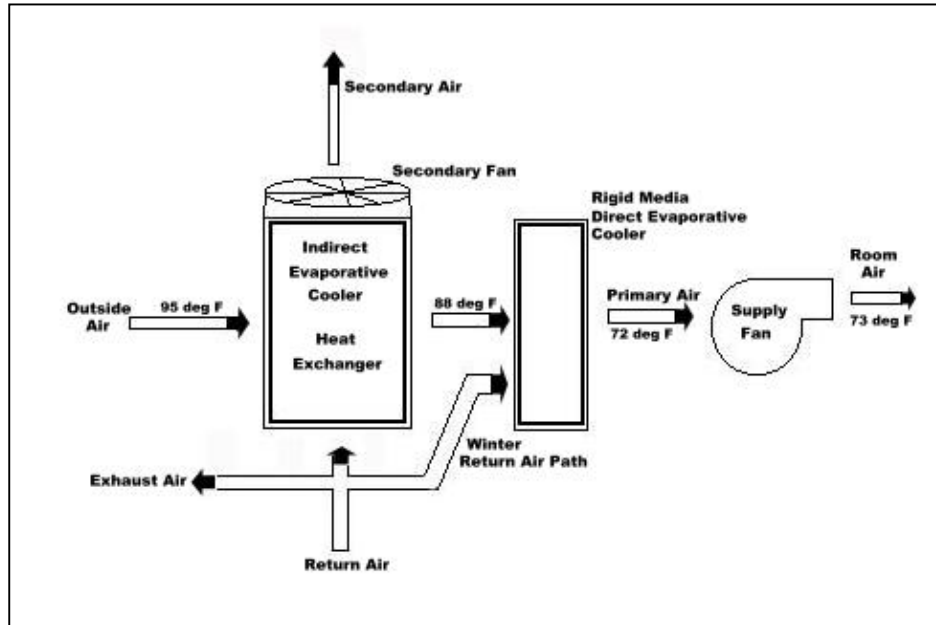 Secondary Air
Secondary Fan
Rigid Media
Direct Evaporative
Cooler
Indirect
Evaporative
Cooler
Heat
Exchanger
Outside
Air
95 deg F
88 deg F
Primary Air
72 deg F
Supply
Fan
Room
Air
73 deg F
Winter
Return Air Path
Exhaust Air
Return Air